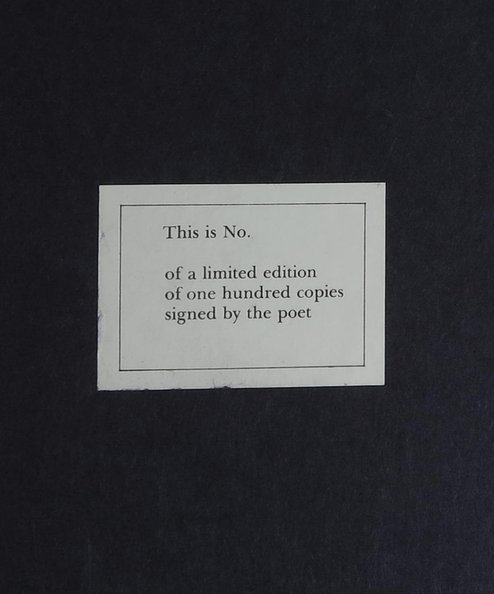 This is No.
of a limited edition
of one hundred copies
signed by the poet